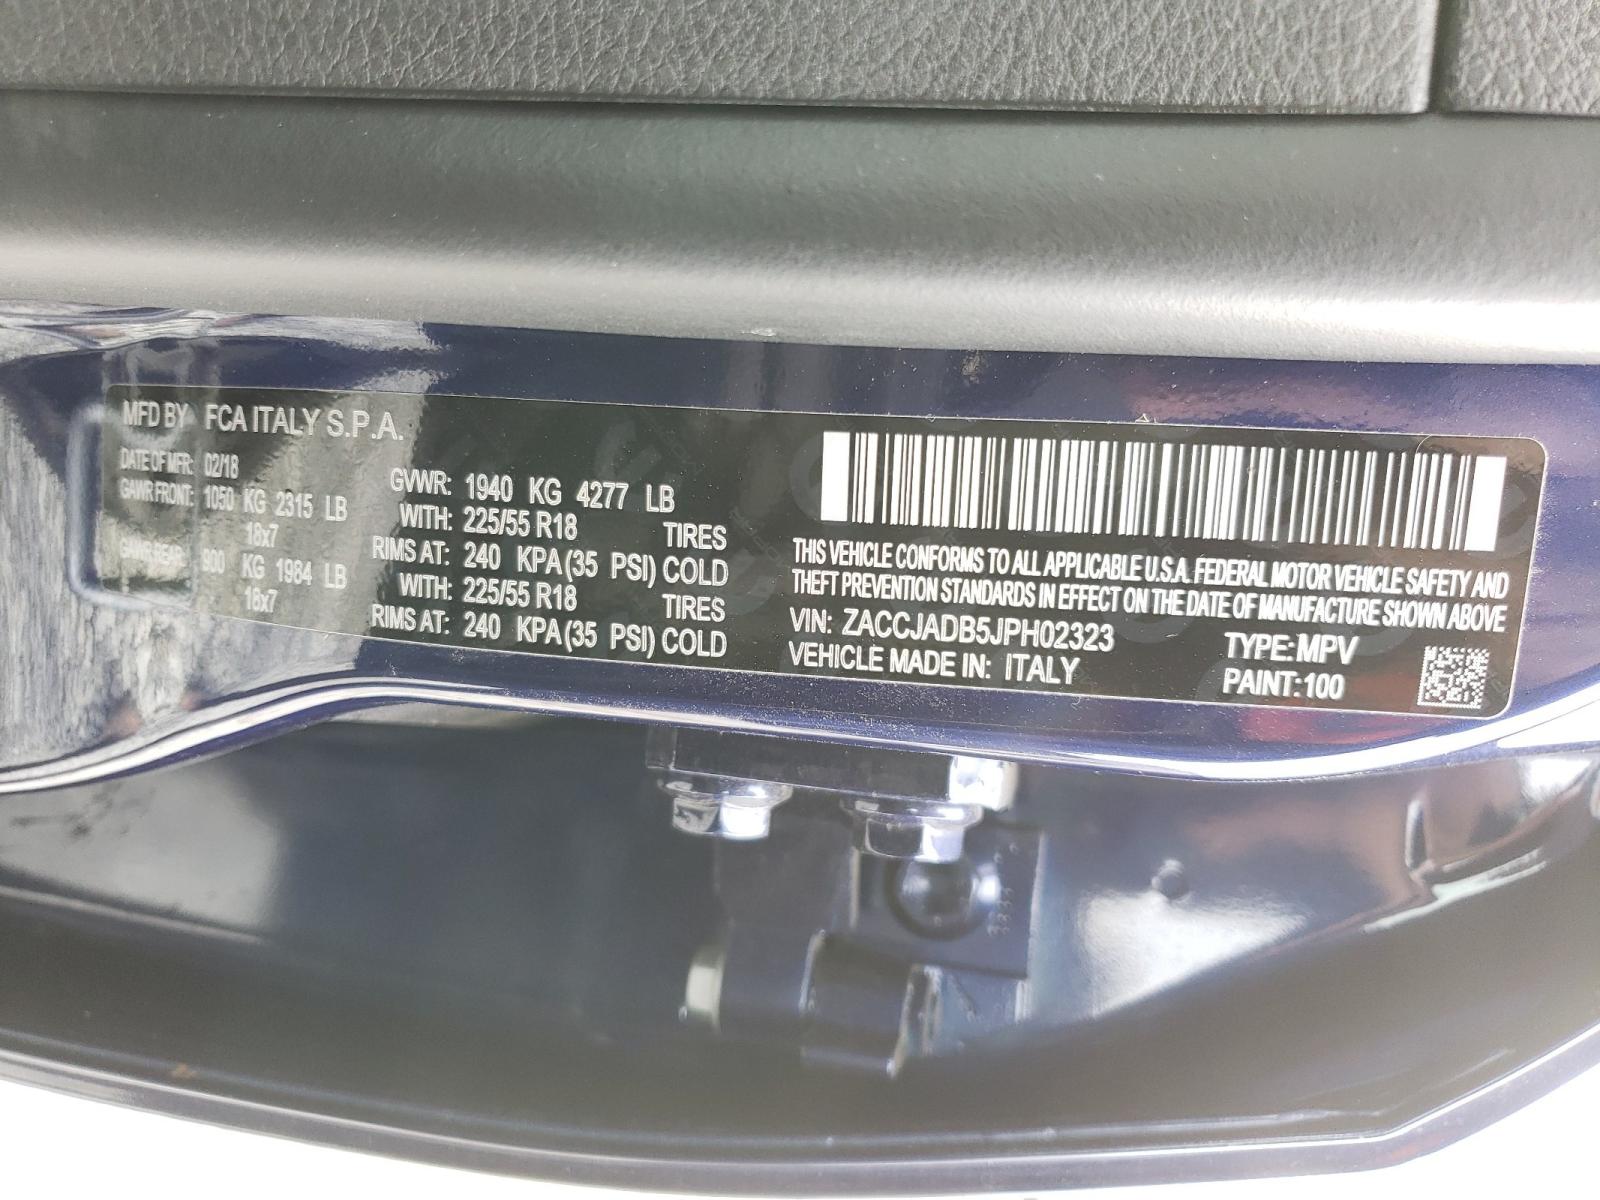 MFD BY FCA ITALY S.P.A.
DATE OF MFR: 02/18 GVWR: 1940 KG 4277 LB
GAWR FRONT: 1050 KG 2315 LB WITH: 225/55 R18 TIRES
18x7 RIMS AT: 240 KPA (35 PSI) COLD
GAWR REAR: 900 KG 1984 LB WITH: 225/55 R18 TIRES
18x7 RIMS AT: 240 KPA (35 PSI) COLD
THIS VEHICLE CONFORMS TO ALL APPLICABLE U.S.A. FEDERAL MOTOR VEHICLE SAFETY AND
THEFT PREVENTION STANDARDS IN EFFECT ON THE DATE OF MANUFACTURE SHOWN ABOVE
VIN: ZACCJADB5JPH02323 TYPE: MPV
VEHICLE MADE IN: ITALY PAINT: 100